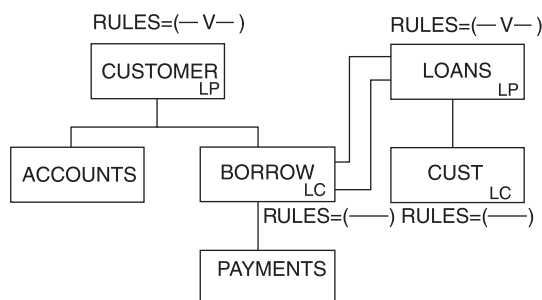 RULES=(— V— )
CUSTOMER
LP
ACCOUNTS
BORROW
LC
RULES=(——)
PAYMENTS
RULES=(— V— )
LOANS
LP
CUST
LC
RULES=(——)